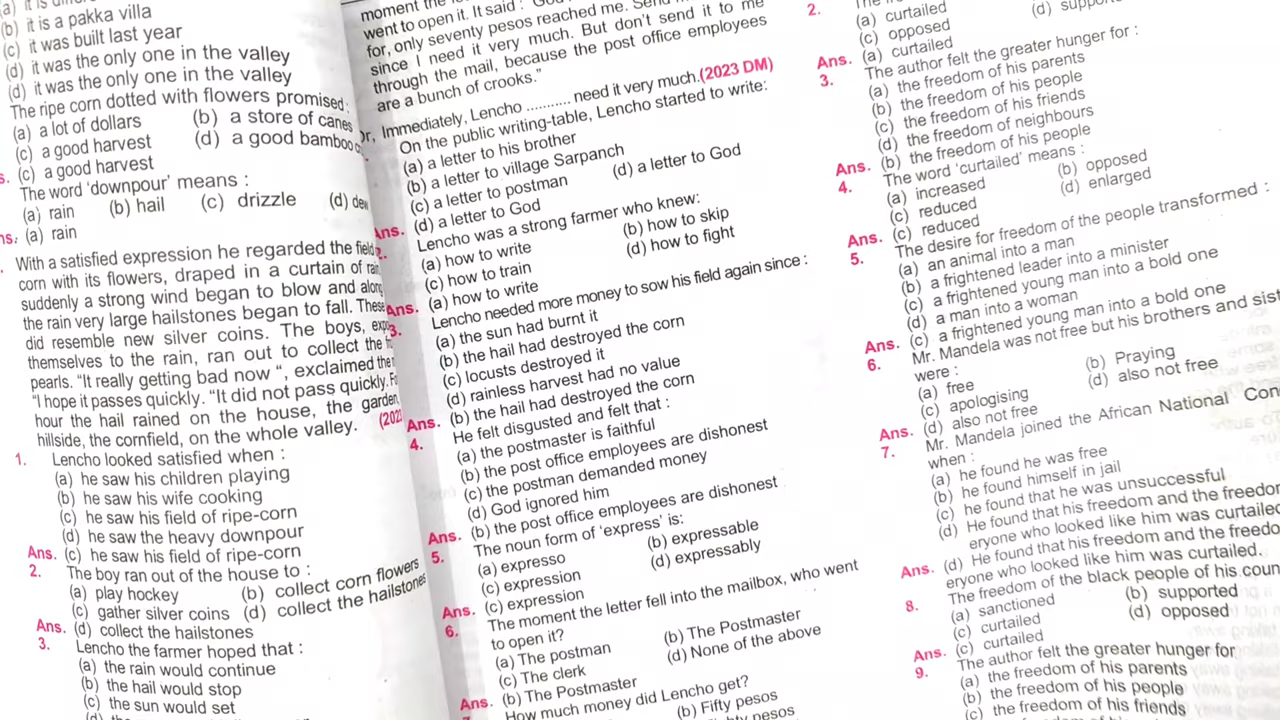 (b) it is a pakka villa
(c) it was built last year
(d) it was the only one in the valley
(d) it was the only one in the valley
The ripe corn dotted with flowers promised:
(a) a lot of dollars (b) a store of canes
(c) a good harvest (d) a good bamboo
(c) a good harvest
The word 'downpour' means :
(a) rain (b) hail (c) drizzle (d) dew
(a) rain
With a satisfied expression he regarded the field
corn with its flowers, draped in a curtain of rain
suddenly a strong wind began to blow and along
the rain very large hailstones began to fall. These
did resemble new silver coins. The boys,
themselves to the rain, ran out to collect the
pearls. "It really getting bad now ", exclaimed the
"I hope it passes quickly. "It did not pass quickly.
hour the hail rained on the house, the garden,
hillside, the cornfield, on the whole valley.
1. Lencho looked satisfied when :
(a) he saw his children playing
(b) he saw his wife cooking
(c) he saw his field of ripe-corn
(d) he saw the heavy downpour
Ans. (c) he saw his field of ripe-corn
2. The boy ran out of the house to :
(a) play hockey (b) collect corn flowers
(c) gather silver coins (d) collect the hailstones
Ans. (d) collect the hailstones
3. Lencho the farmer hoped that :
(a) the rain would continue
(b) the hail would stop
(c) the sun would set
moment the
went to open it. It said :
for, only seventy pesos reached me. Send
since I need it very much. But don't send it to me
through the mail, because the post office employees
are a bunch of crooks."
Immediately, Lencho ........... need it very much.(2023 DM)
On the public writing-table, Lencho started to write:
(a) a letter to his brother
(b) a letter to village Sarpanch
(c) a letter to postman (d) a letter to God
Ans. (d) a letter to God
2. Lencho was a strong farmer who knew:
(a) how to write (b) how to skip
(c) how to train (d) how to fight
Ans. (a) how to write
3. Lencho needed more money to sow his field again since :
(a) the sun had burnt it
(b) the hail had destroyed the corn
(c) locusts destroyed it
(d) rainless harvest had no value
Ans. (b) the hail had destroyed the corn
4. He felt disgusted and felt that :
(a) the postmaster is faithful
(b) the post office employees are dishonest
(c) the postman demanded money
(d) God ignored him
Ans. (b) the post office employees are dishonest
5. The noun form of 'express' is:
(a) expresso (b) expressable
(c) expression (d) expressably
Ans. (c) expression
6. The moment the letter fell into the mailbox, who went
to open it?
(a) The postman (b) The Postmaster
(c) The clerk (d) None of the above
Ans. (b) The Postmaster
How much money did Lencho get?
(b) Fifty pesos
pesos
2. (a) curtailed
(c) opposed
Ans. (a) curtailed
3. The author felt the greater hunger for :
(a) the freedom of his parents
(b) the freedom of his people
(c) the freedom of his friends
(d) the freedom of neighbours
Ans. (b) the freedom of his people
4. The word 'curtailed' means :
(a) increased (b) opposed
(c) reduced (d) enlarged
Ans. (c) reduced
5. The desire for freedom of the people transformed :
(a) an animal into a man
(b) a frightened leader into a minister
(c) a frightened young man into a bold one
(d) a man into a woman
Ans. (c) a frightened young man into a bold one
6. Mr. Mandela was not free but his brothers and
were :
(a) free (b) Praying
(c) apologising (d) also not free
Ans. (d) also not free
7. Mr. Mandela joined the African National
when :
(a) he found he was free
(b) he found himself in jail
(c) he found that he was unsuccessful
(d) He found that his freedom and the freedom
eryone who looked like him was curtailed
Ans. (d) He found that his freedom and the freedo
eryone who looked like him was curtailed.
8. The freedom of the black people of his coun
(a) sanctioned (b) supported
(c) curtailed (d) opposed
Ans. (c) curtailed
9. The author felt the greater hunger for
(a) the freedom of his parents
(b) the freedom of his people
(c) the freedom of his friends